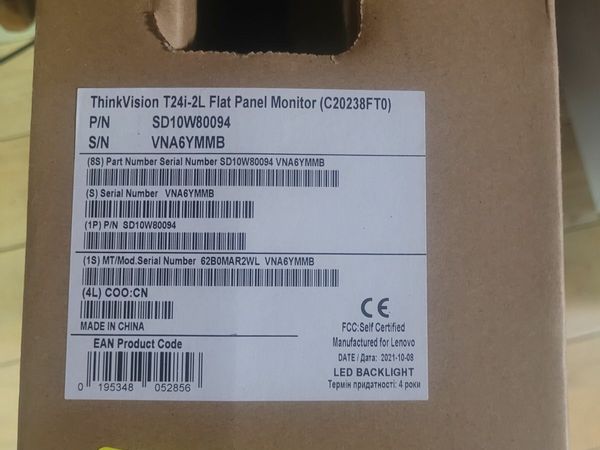 ThinkVision T24i-2L Flat Panel Monitor (C20238FT0)
P/N SD10W80094
S/N VNA6YMMB
(8S) Part Number Serial Number SD10W80094 VNA6YMMB
(S) Serial Number VNA6YMMB
(1P) P/N SD10W80094
(1S) MT/Mod.Serial Number 62B0MAR2WL VNA6YMMB
(4L) COO:CN
MADE IN CHINA
EAN Product Code
0 195348 052856
CE
FCC:Self Certified
Manufactured for Lenovo
DATE / Дата: 2021-10-08
LED BACKLIGHT
Термін придатності: 4 роки